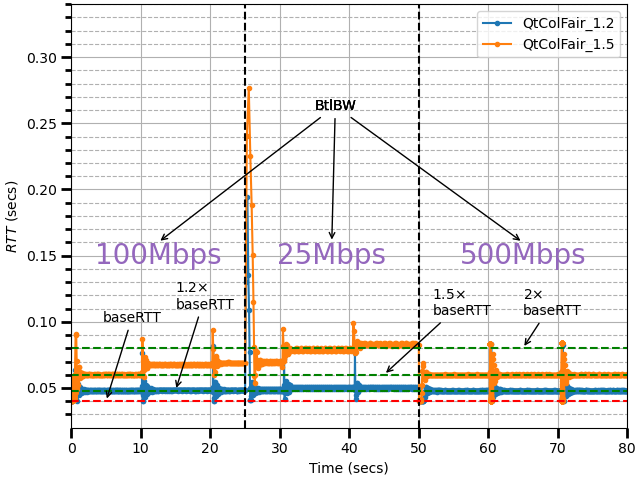 QtColFair_1.2
QtColFair_1.5
BtlBW
100Mbps
25Mbps
500Mbps
1.2×
baseRTT
baseRTT
1.5×
baseRTT
2×
baseRTT
RTT (secs)
0.30
0.25
0.20
0.15
0.10
0.05
0
10
20
30
40
50
60
70
80
Time (secs)